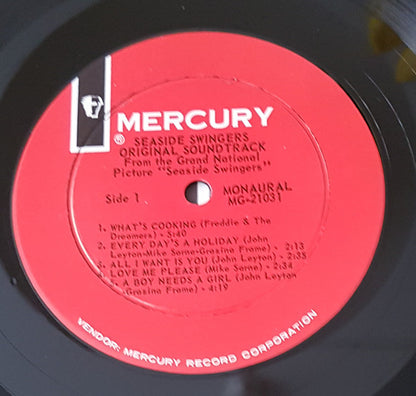 MERCURY
®
SEASIDE SWINGERS
ORIGINAL SOUNDTRACK
From the Grand National
Picture "Seaside Swingers"
Side 1
MONAURAL
MG-21031
1. WHAT'S COOKING (Freddie & The
Dreamers) - 5:40
2. EVERY DAY'S A HOLIDAY (John
Leyton-Mike Sarne-Grazina Frame) - 2:13
3. ALL I WANT IS YOU (John Leyton) - 2:35
4. LOVE ME PLEASE (Mike Sarne) - 2:34
5. A BOY NEEDS A GIRL (John Leyton
-Grazina Frame) - 4:19
VENDOR: MERCURY RECORD CORPORATION